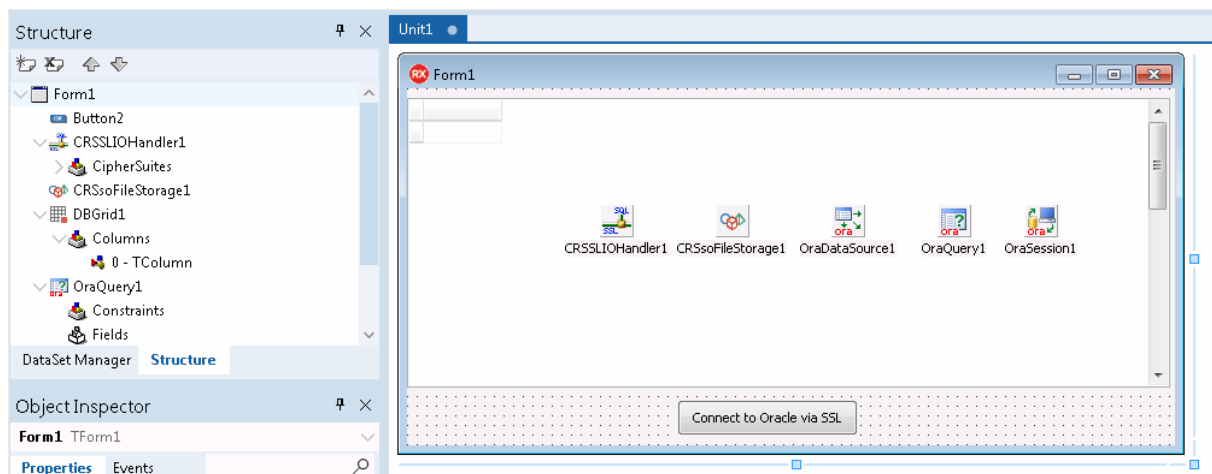 Structure
Form1
Button2
CRSSLIOHandler1
CipherSuites
CRSsoFileStorage1
DBGrid1
Columns
0 - TColumn
OraQuery1
Constraints
Fields
DataSet Manager Structure
Object Inspector
Form1 TForm1
Properties Events
Unit1
RX Form1
SQL
SSL
ora
ora
ora
CRSSLIOHandler1 CRSsoFileStorage1 OraDataSource1 OraQuery1 OraSession1
Connect to Oracle via SSL